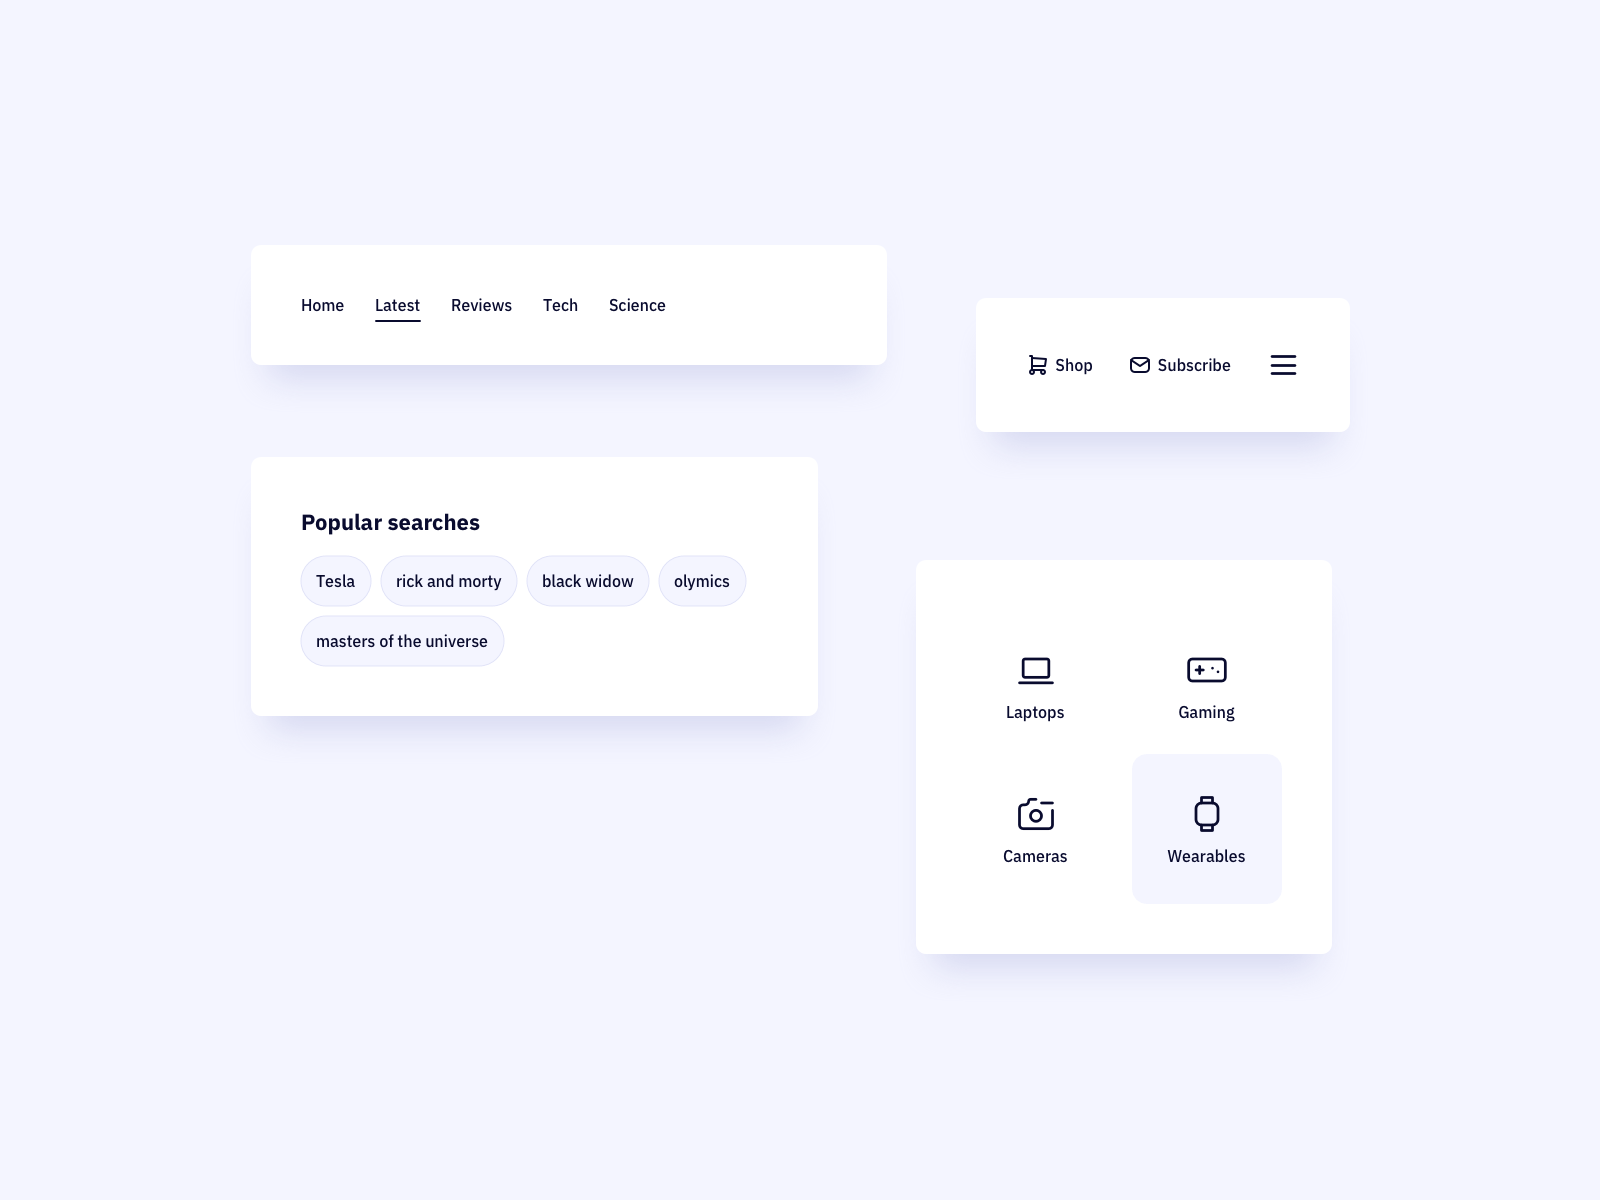 Home Latest Reviews Tech Science
Shop Subscribe
Popular searches
Tesla rick and morty black widow olymics
masters of the universe
Laptops Gaming
Cameras Wearables